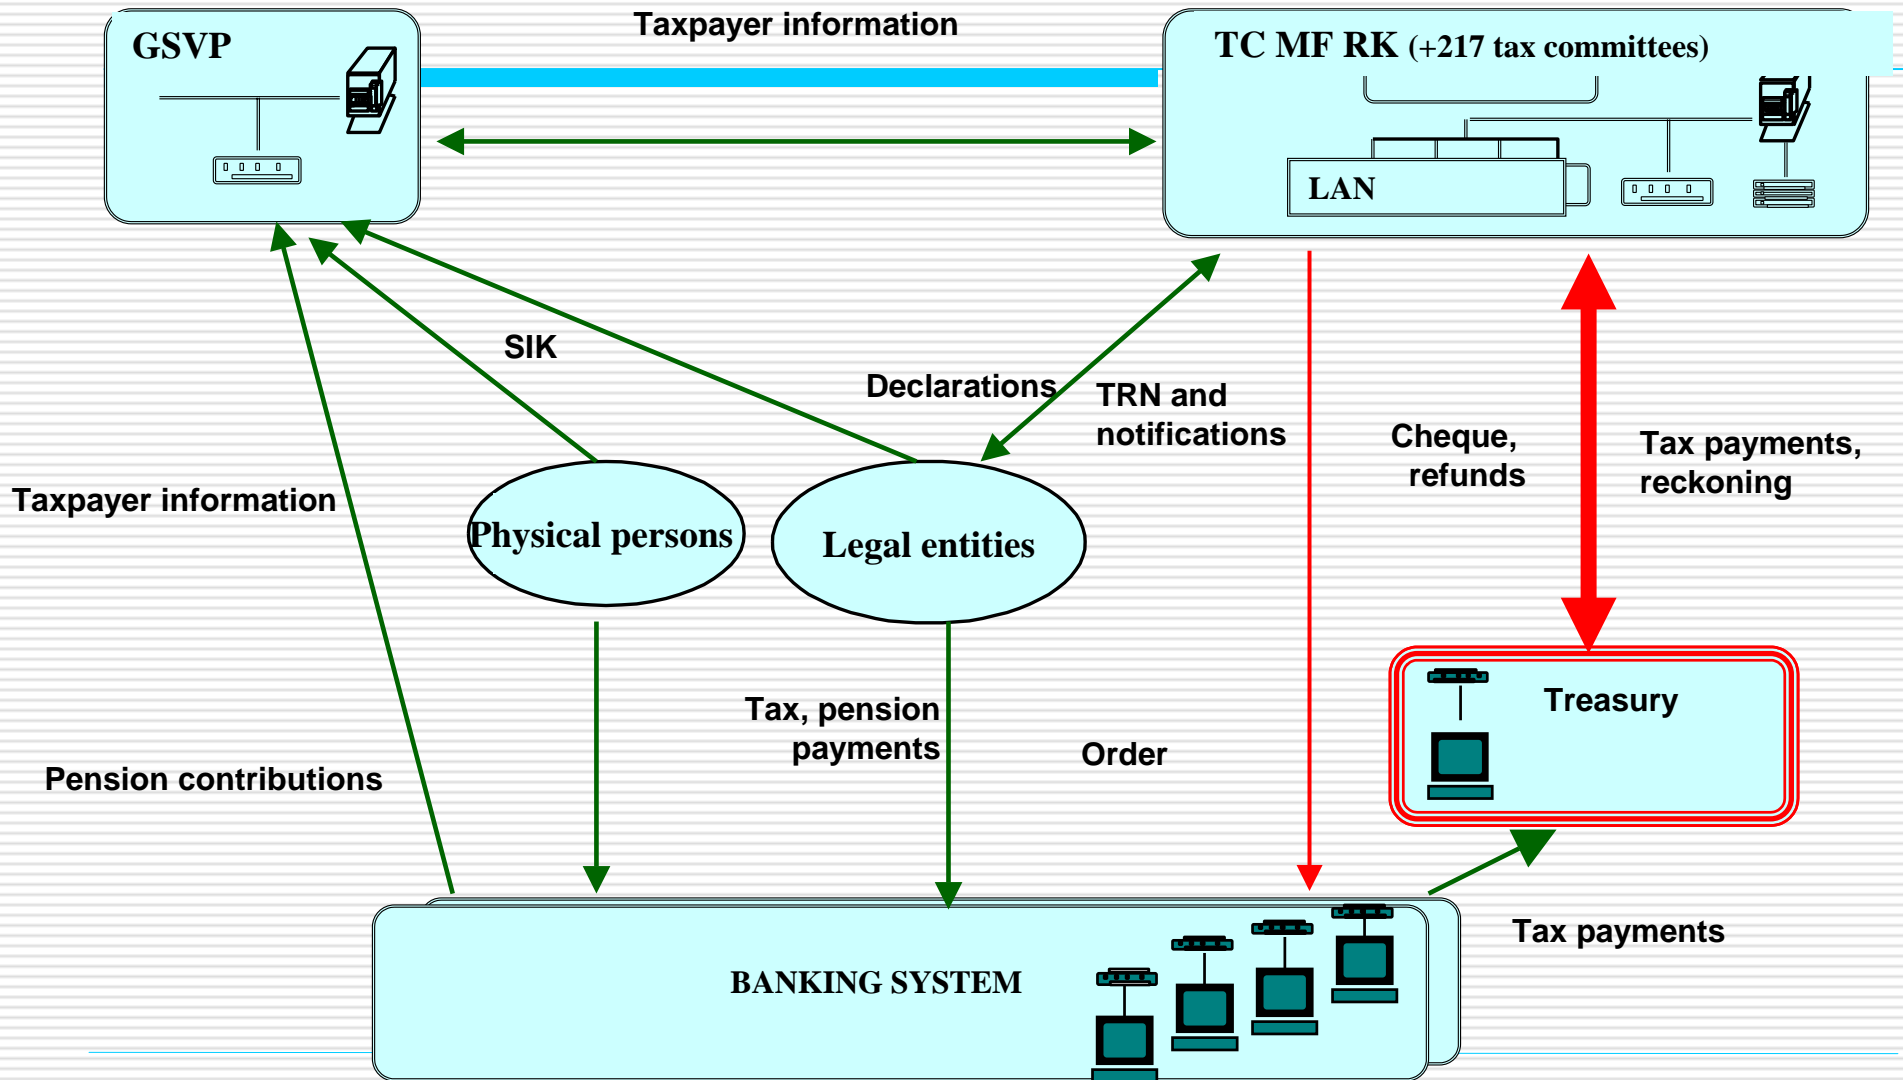 Taxpayer information
GSVP
TC MF RK (+217 tax committees)
LAN
SIK
Declarations
TRN and
notifications
Cheque,
refunds
Tax payments,
reckoning
Taxpayer information
Physical persons
Legal entities
Treasury
Tax, pension
payments
Order
Pension contributions
Tax payments
BANKING SYSTEM